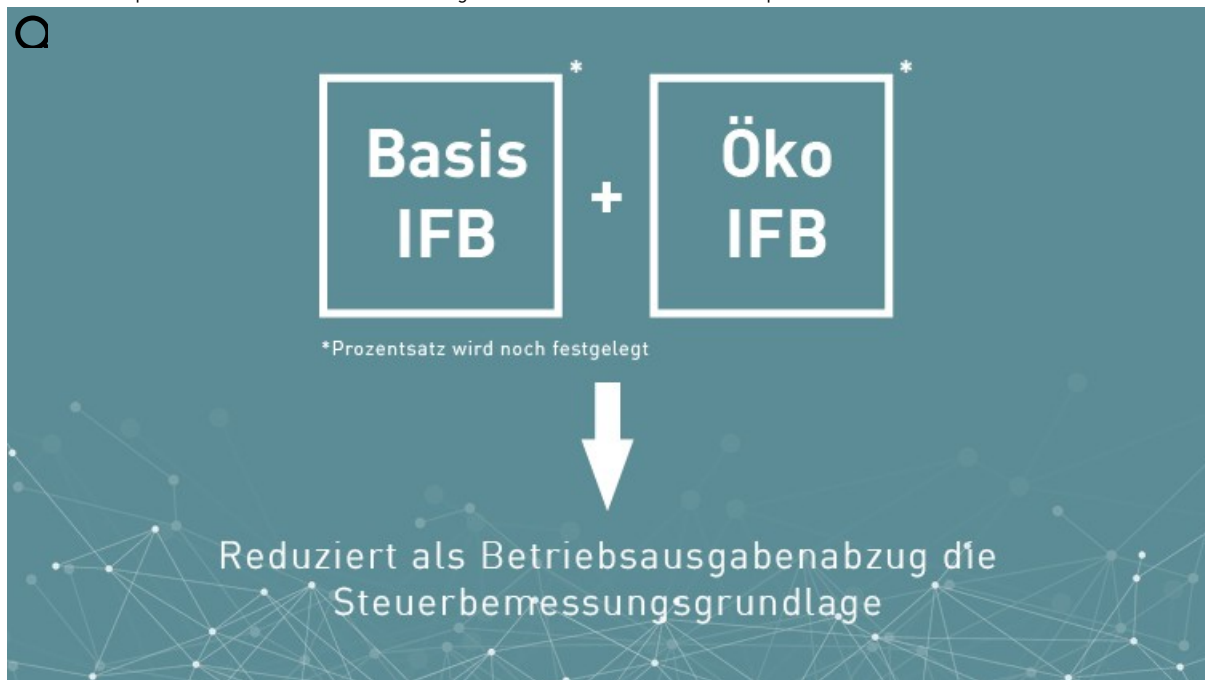 *
*
Basis
IFB
+
Öko
IFB
*Prozentsatz wird noch festgelegt
Reduziert als Betriebsausgabenabzug die
Steuerbemessungsgrundlage